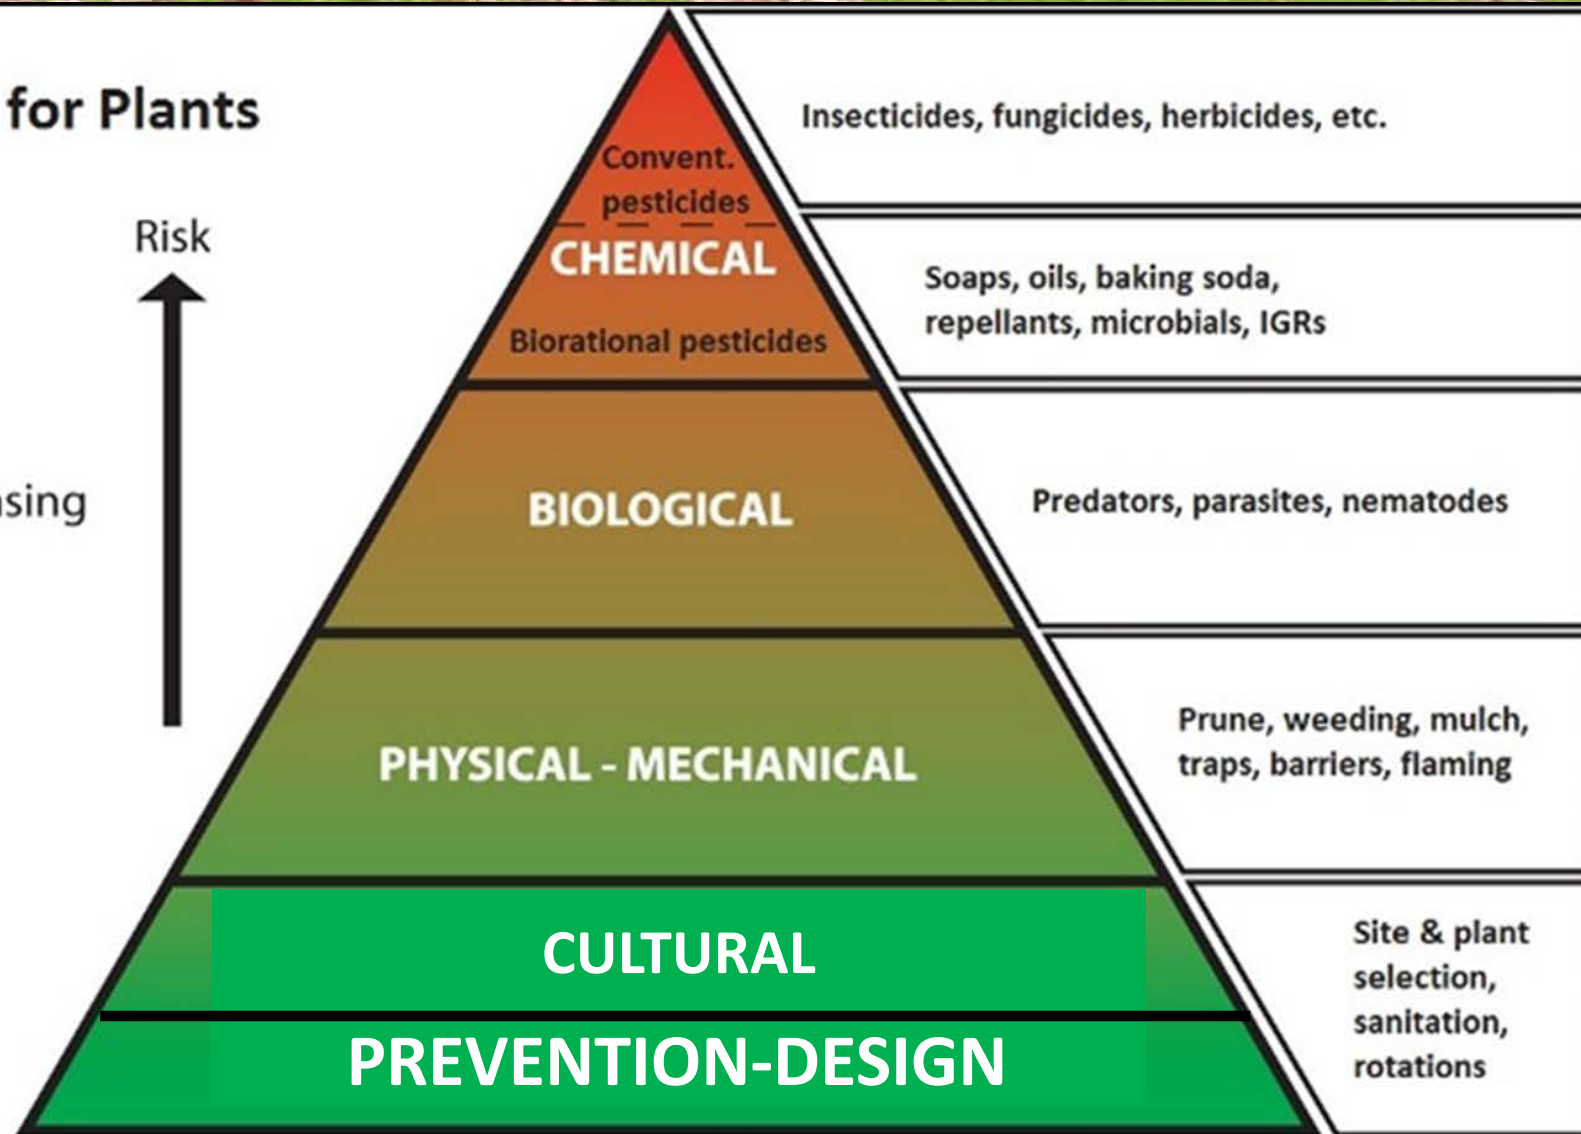 for Plants
Risk
sing
Convent.
pesticides
CHEMICAL
Biorational pesticides
BIOLOGICAL
PHYSICAL - MECHANICAL
CULTURAL
PREVENTION-DESIGN
Insecticides, fungicides, herbicides, etc.
Soaps, oils, baking soda,
repellants, microbials, IGRs
Predators, parasites, nematodes
Prune, weeding, mulch,
traps, barriers, flaming
Site & plant
selection,
sanitation,
rotations